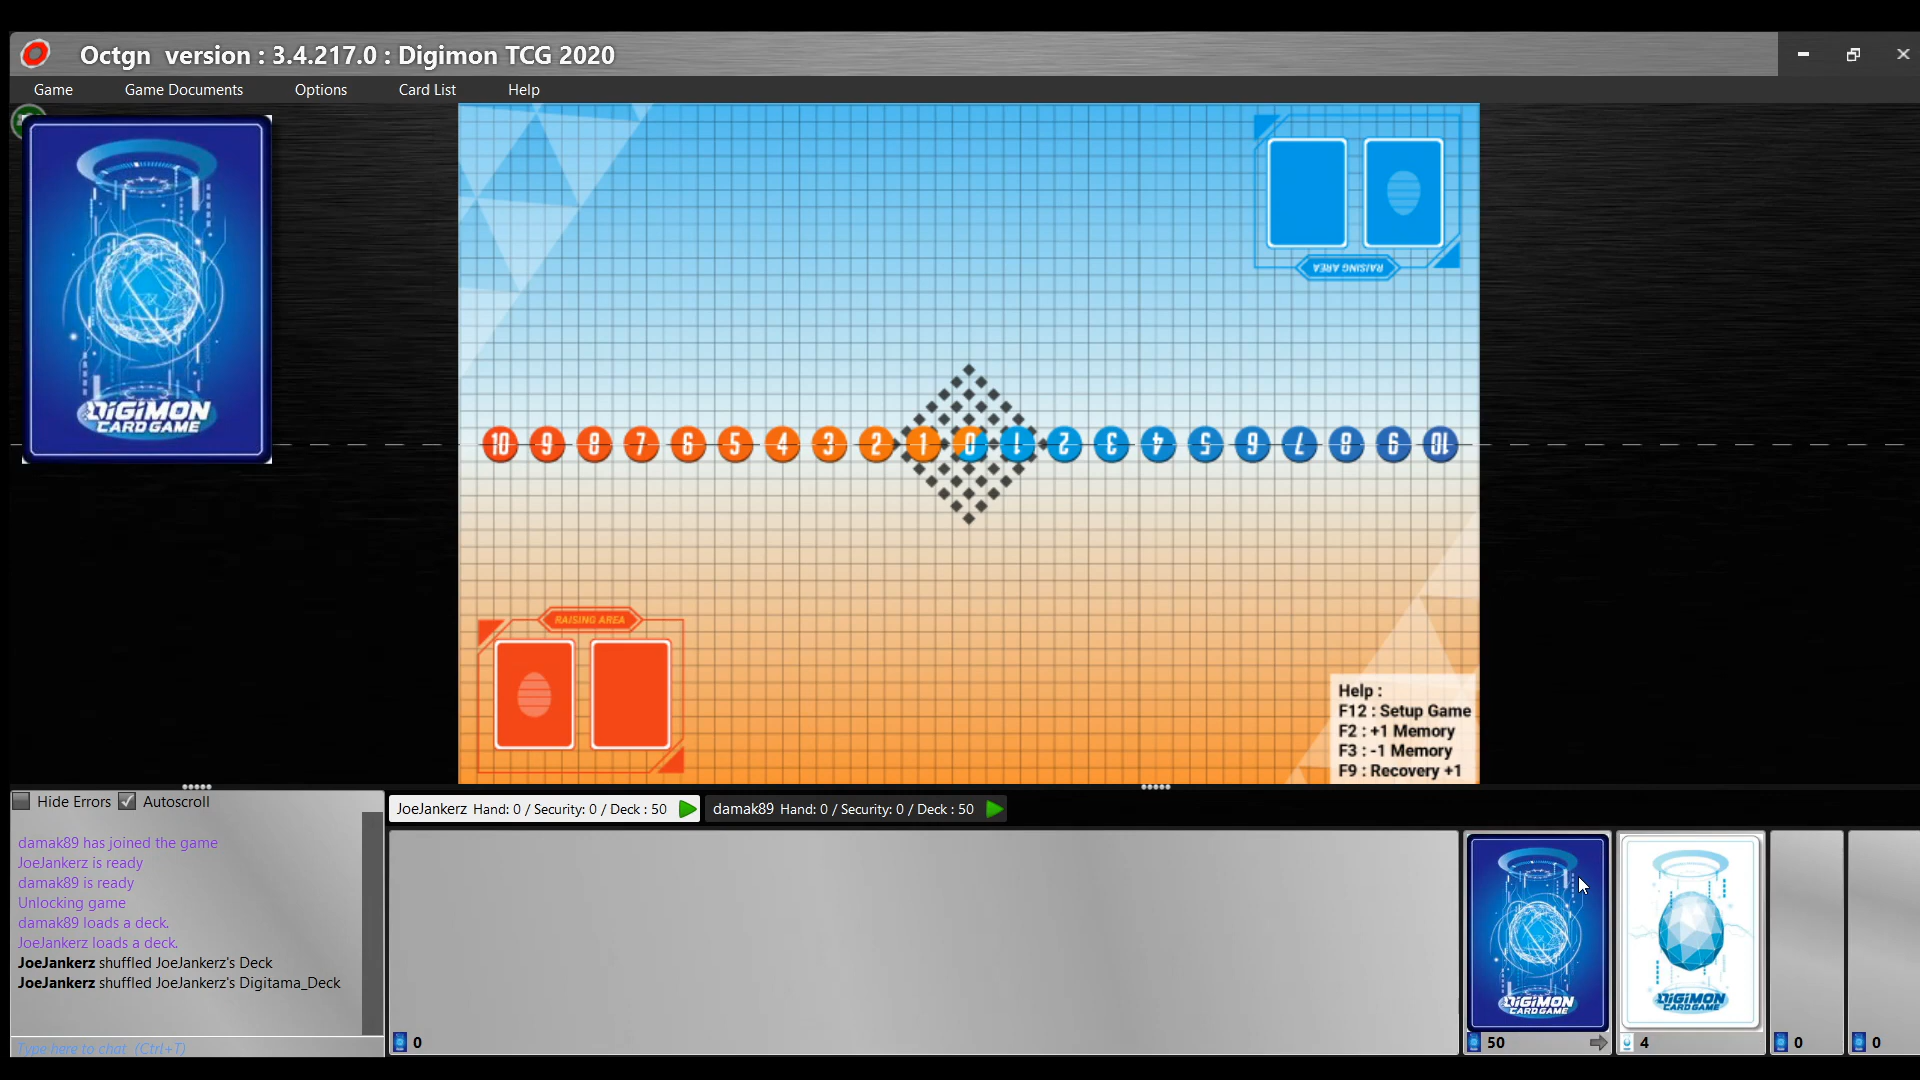 Octgn version : 3.4.217.0 : Digimon TCG 2020
Game Game Documents Options Card List Help
DIGIMON
CARD GAME
RAISING AREA
10 9 8 7 6 5 4 3 2 1 0 1 2 3 4 5 6 7 8 9 10
RAISING AREA
Help :
F12 : Setup Game
F2 : +1 Memory
F3 : -1 Memory
F9 : Recovery +1
Hide Errors Autoscroll
damak89 has joined the game
JoeJankerz is ready
damak89 is ready
Unlocking game
damak89 loads a deck.
JoeJankerz loads a deck.
JoeJankerz shuffled JoeJankerz's Deck
JoeJankerz shuffled JoeJankerz's Digitama_Deck
Type here to chat (Ctrl+T)
JoeJankerz Hand: 0 / Security: 0 / Deck : 50
damak89 Hand: 0 / Security: 0 / Deck : 50
DIGIMON
CARD GAME
DIGIMON
CARD GAME
0
50
4
0
0